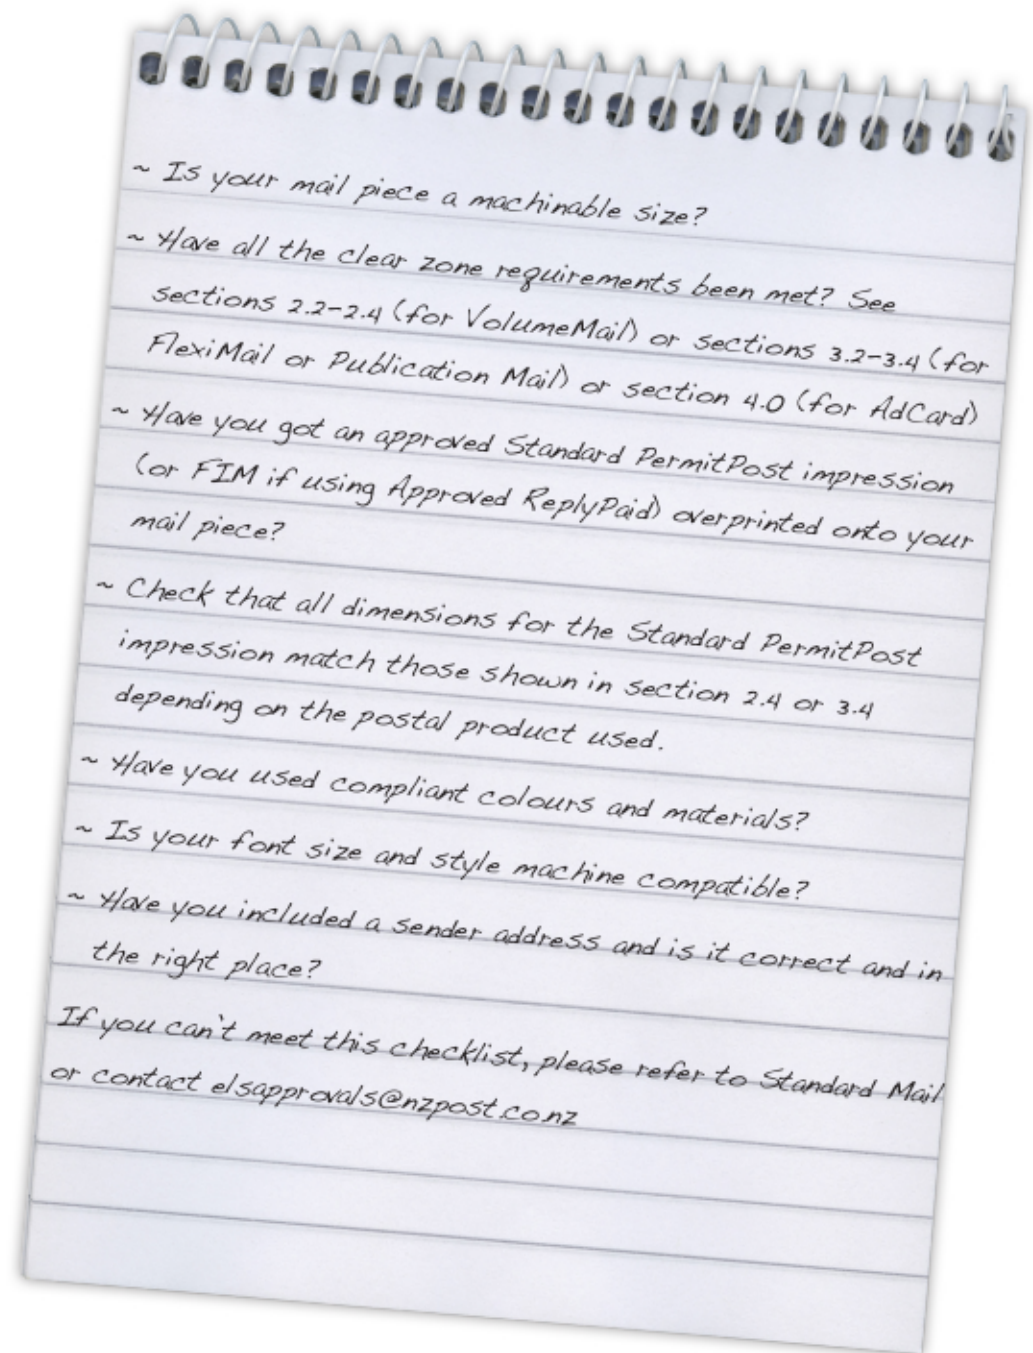 ~ Is your mail piece a machinable size?
~ Have all the clear zone requirements been met? See
sections 2.2-2.4 (for VolumeMail) or sections 3.2-3.4 (for
FlexiMail or Publication Mail) or section 4.0 (for AdCard)
~ Have you got an approved Standard PermitPost impression
(or FIM if using Approved ReplyPaid) overprinted onto your
mail piece?
~ Check that all dimensions for the Standard PermitPost
impression match those shown in section 2.4 or 3.4
depending on the postal product used.
~ Have you used compliant colours and materials?
~ Is your font size and style machine compatible?
~ Have you included a sender address and is it correct and in
the right place?
If you can't meet this checklist, please refer to Standard Mail
or contact elsapprovals@nzpost.co.nz